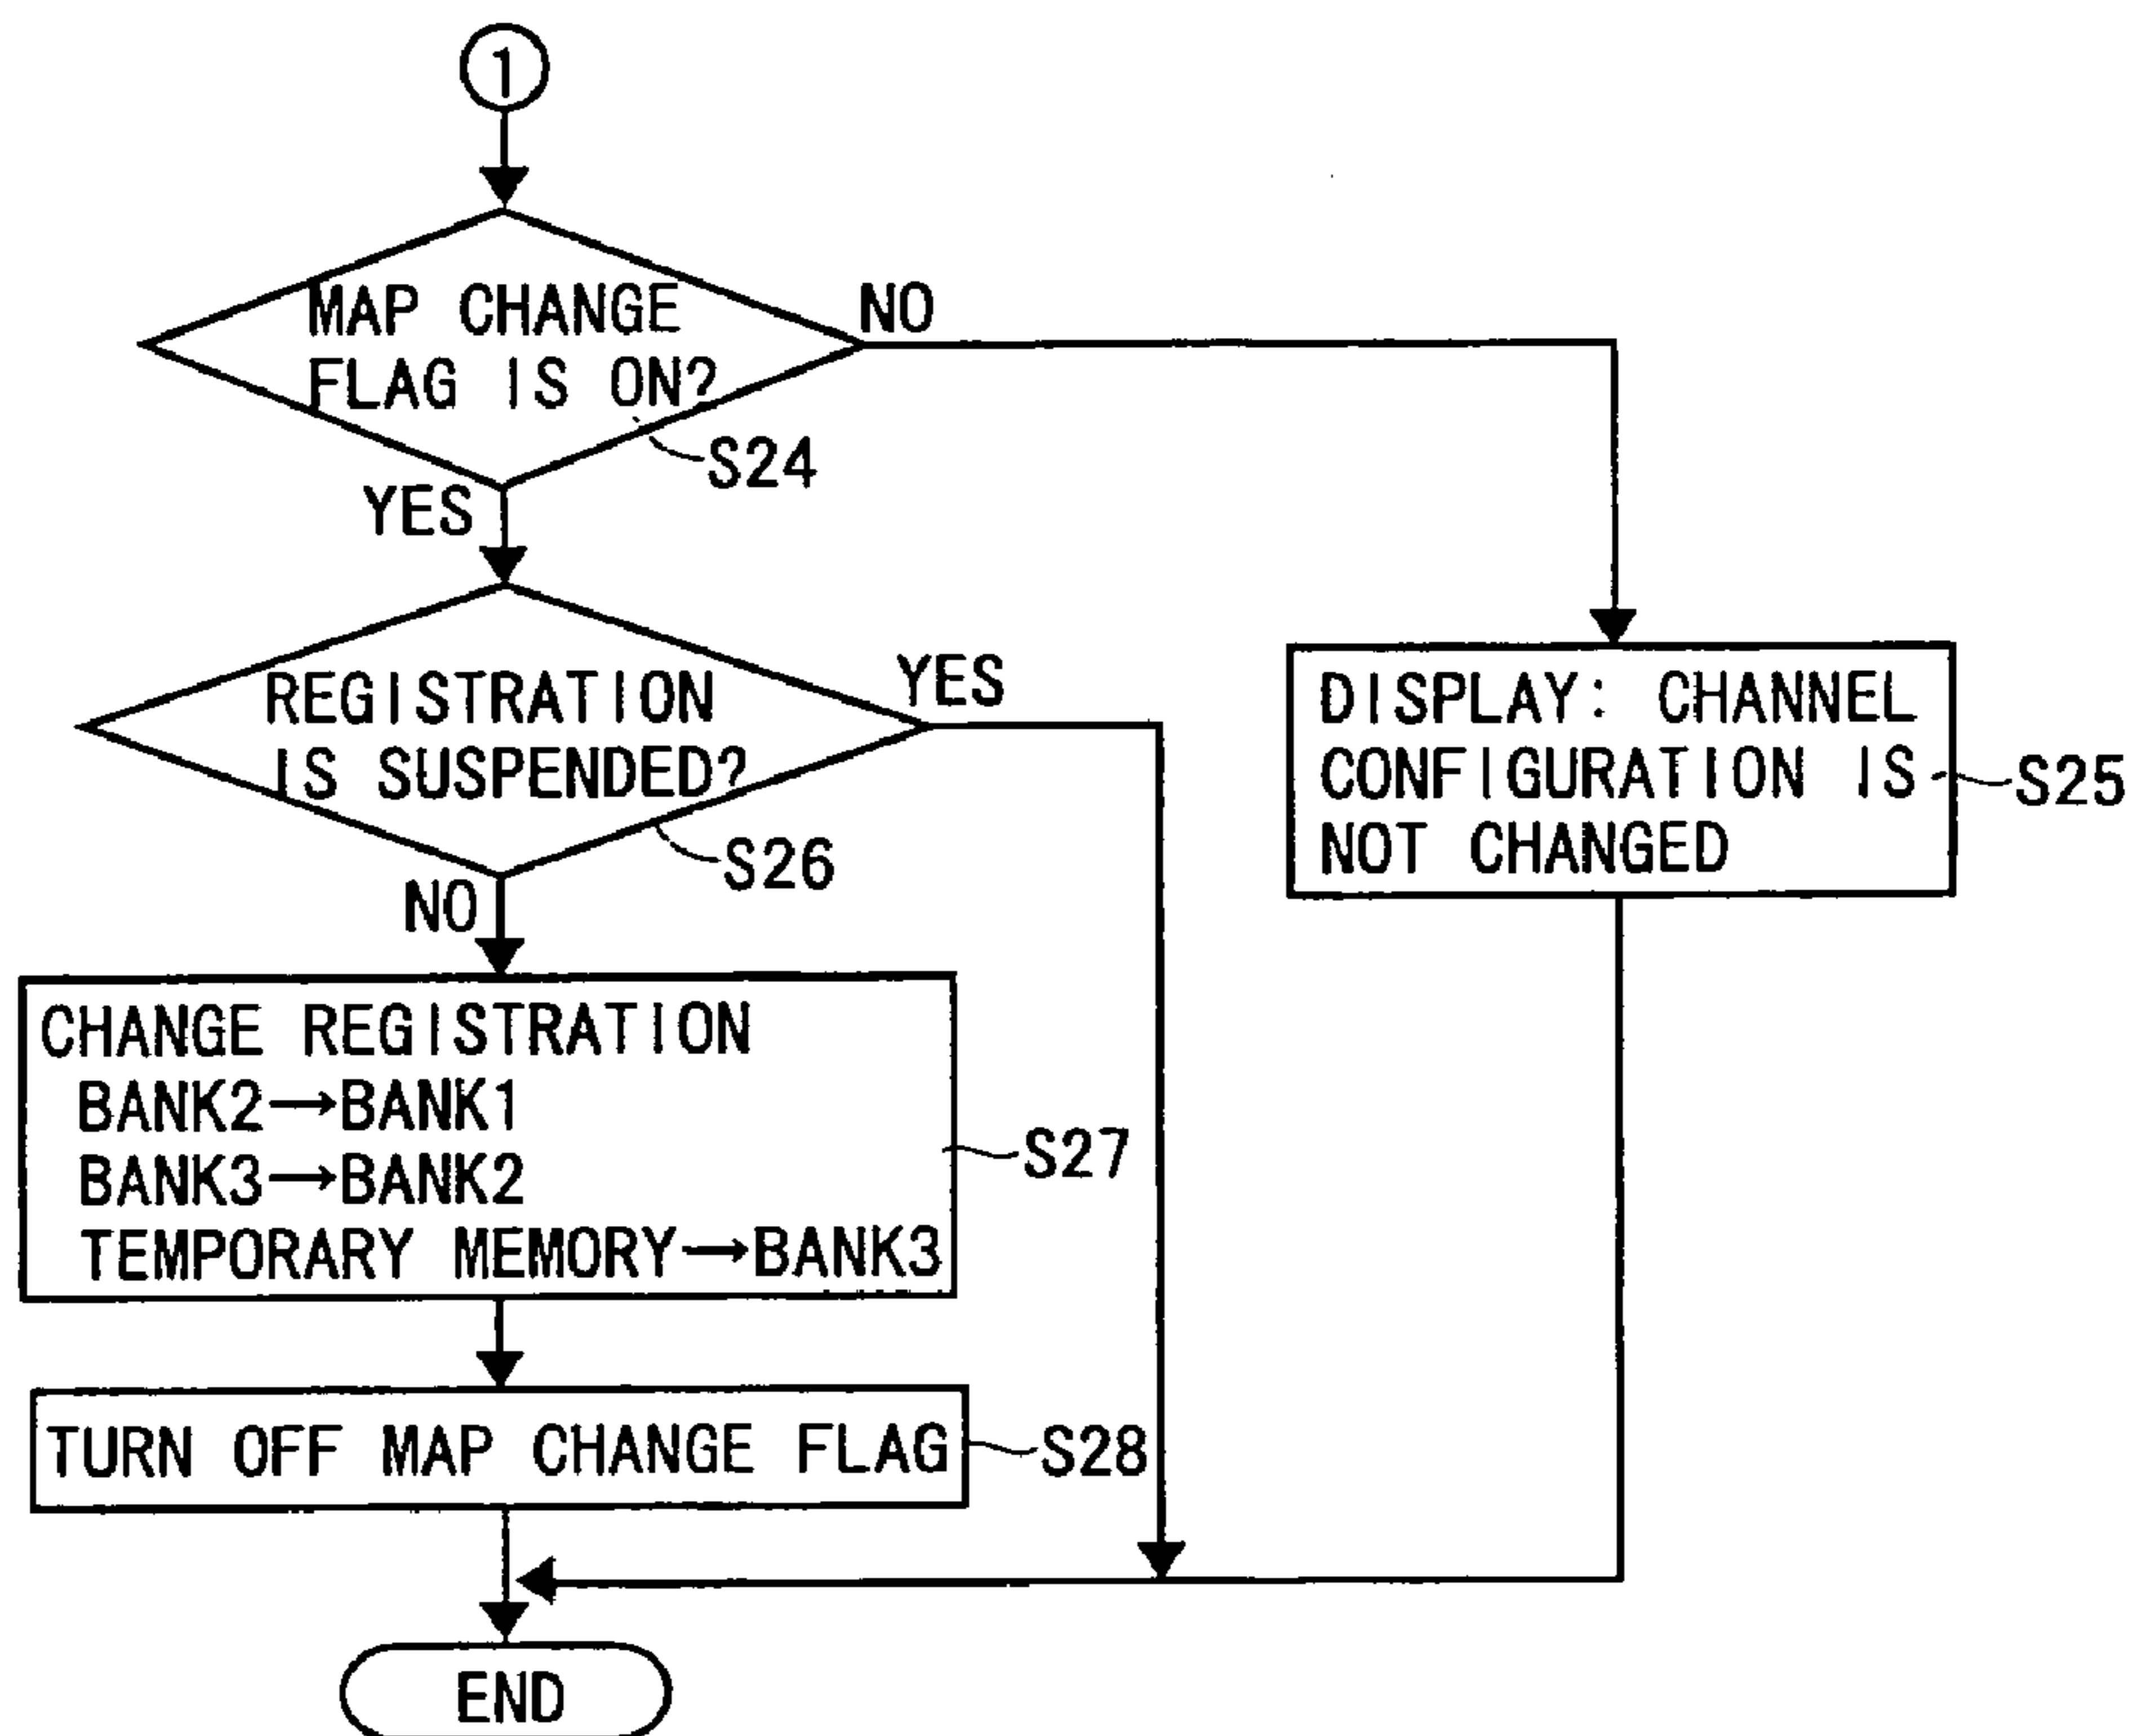 1
MAP CHANGE
FLAG IS ON?
NO
S24
YES
REGISTRATION
IS SUSPENDED?
YES
S26
NO
DISPLAY: CHANNEL
CONFIGURATION IS
NOT CHANGED
S25
CHANGE REGISTRATION
BANK2→BANK1
BANK3→BANK2
TEMPORARY MEMORY→BANK3
S27
TURN OFF MAP CHANGE FLAG
S28
END